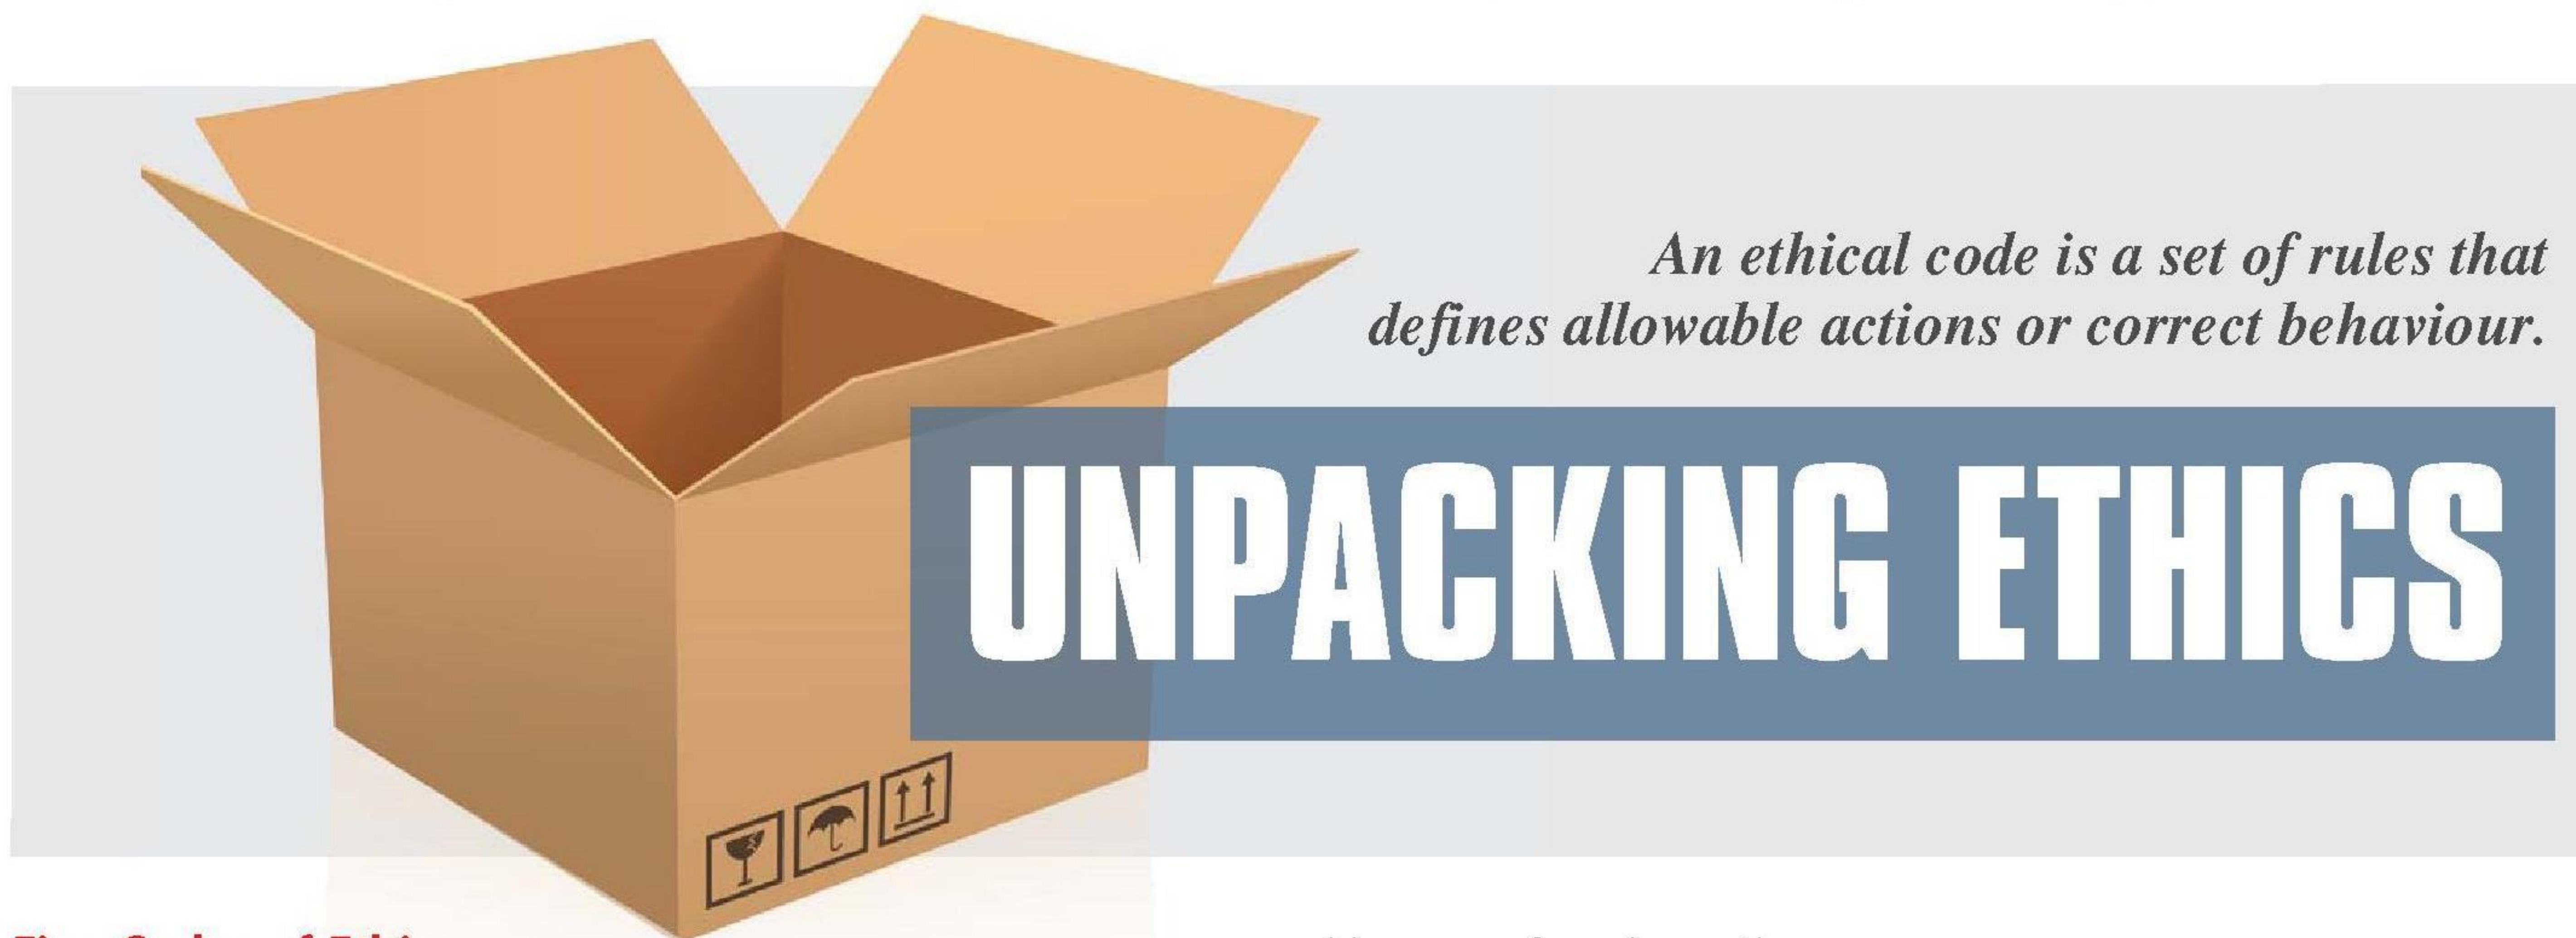 An ethical code is a set of rules that
defines allowable actions or correct behaviour.
UNPACKING ETHICS